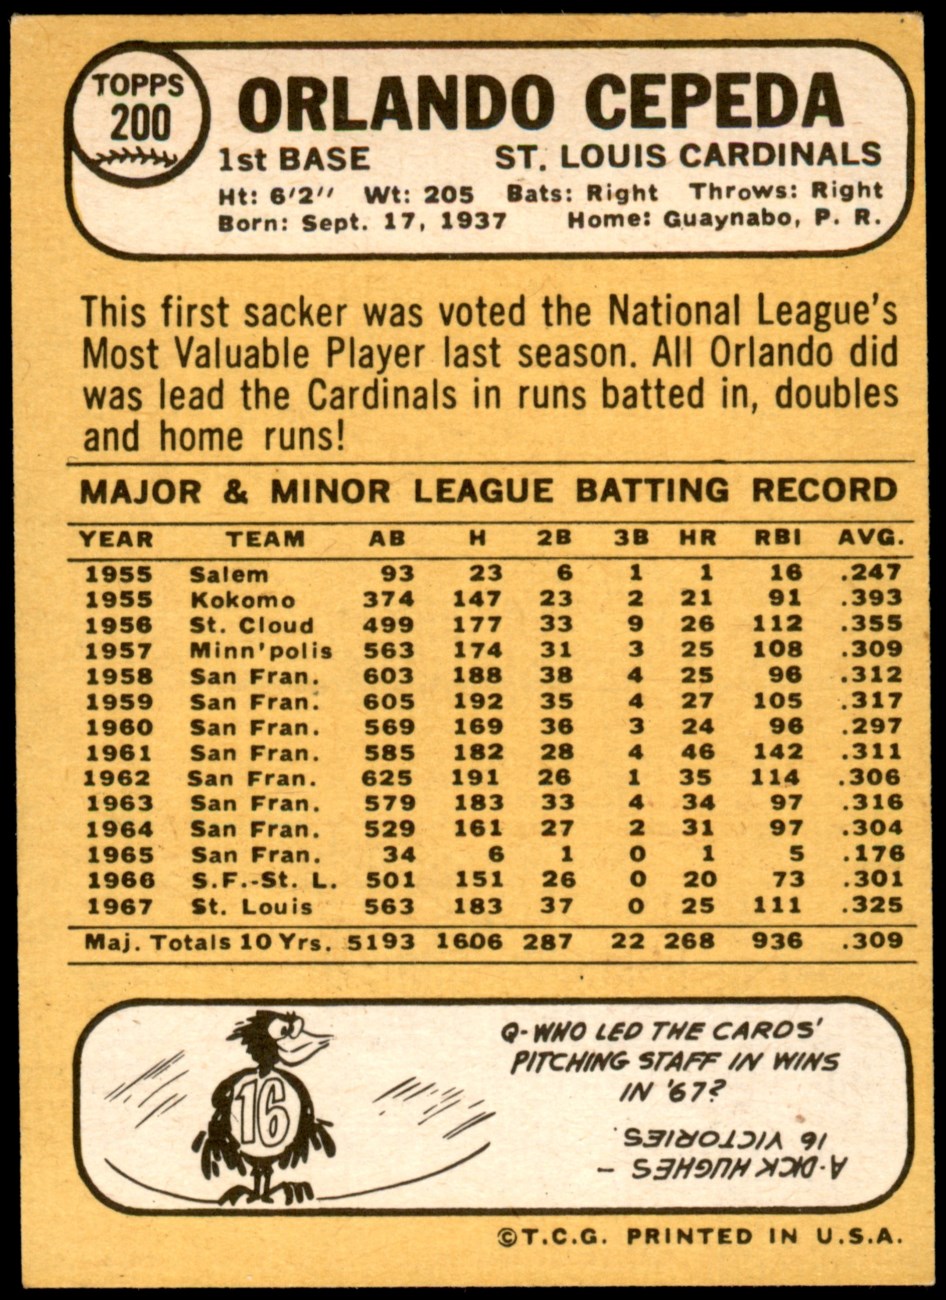 TOPPS
200
ORLANDO CEPEDA
1st BASE ST. LOUIS CARDINALS
Ht: 6'2" Wt: 205 Bats: Right Throws: Right
Born: Sept. 17, 1937 Home: Guaynabo, P. R.
This first sacker was voted the National League's
Most Valuable Player last season. All Orlando did
was lead the Cardinals in runs batted in, doubles
and home runs!
MAJOR & MINOR LEAGUE BATTING RECORD
YEAR TEAM AB H 2B 3B HR RBI AVG.
1955 Salem 93 23 6 1 1 16 .247
1955 Kokomo 374 147 23 2 21 91 .393
1956 St. Cloud 499 177 33 9 26 112 .355
1957 Minn'polis 563 174 31 3 25 108 .309
1958 San Fran. 603 188 38 4 25 96 .312
1959 San Fran. 605 192 35 4 27 105 .317
1960 San Fran. 569 169 36 3 24 96 .297
1961 San Fran. 585 182 28 4 46 142 .311
1962 San Fran. 625 191 26 1 35 114 .306
1963 San Fran. 579 183 33 4 34 97 .316
1964 San Fran. 529 161 27 2 31 97 .304
1965 San Fran. 34 6 1 0 1 5 .176
1966 S.F.-St. L. 501 151 26 0 20 73 .301
1967 St. Louis 563 183 37 0 25 111 .325
Maj. Totals 10 Yrs. 5193 1606 287 22 268 936 .309
16
Q-WHO LED THE CARDS'
PITCHING STAFF IN WINS
IN '67?
A-DICK HUGHES –
16 VICTORIES.
©T.C.G. PRINTED IN U.S.A.